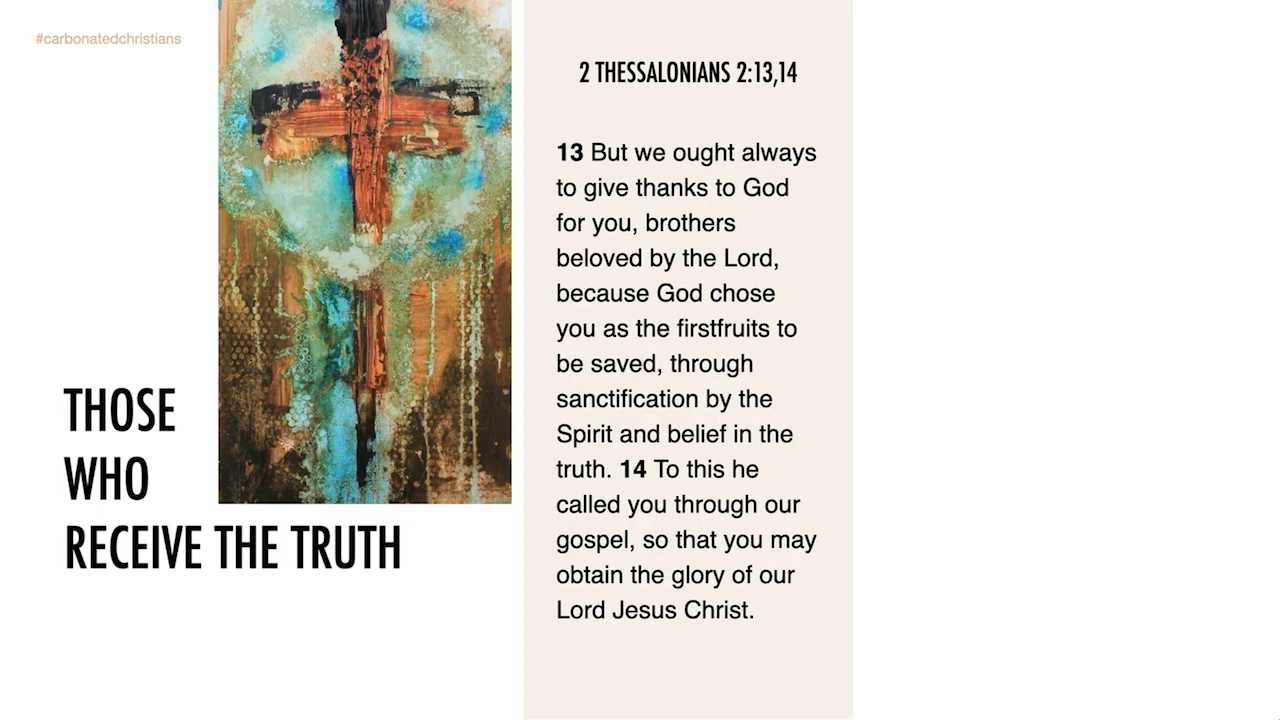 #carbonatedchristians
THOSE
WHO
RECEIVE THE TRUTH
2 THESSALONIANS 2:13,14
13 But we ought always
to give thanks to God
for you, brothers
beloved by the Lord,
because God chose
you as the firstfruits to
be saved, through
sanctification by the
Spirit and belief in the
truth. 14 To this he
called you through our
gospel, so that you may
obtain the glory of our
Lord Jesus Christ.